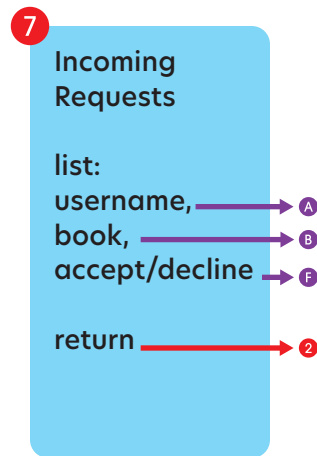 7
Incoming
Requests
list:
username, A
book, B
accept/decline F
return 2